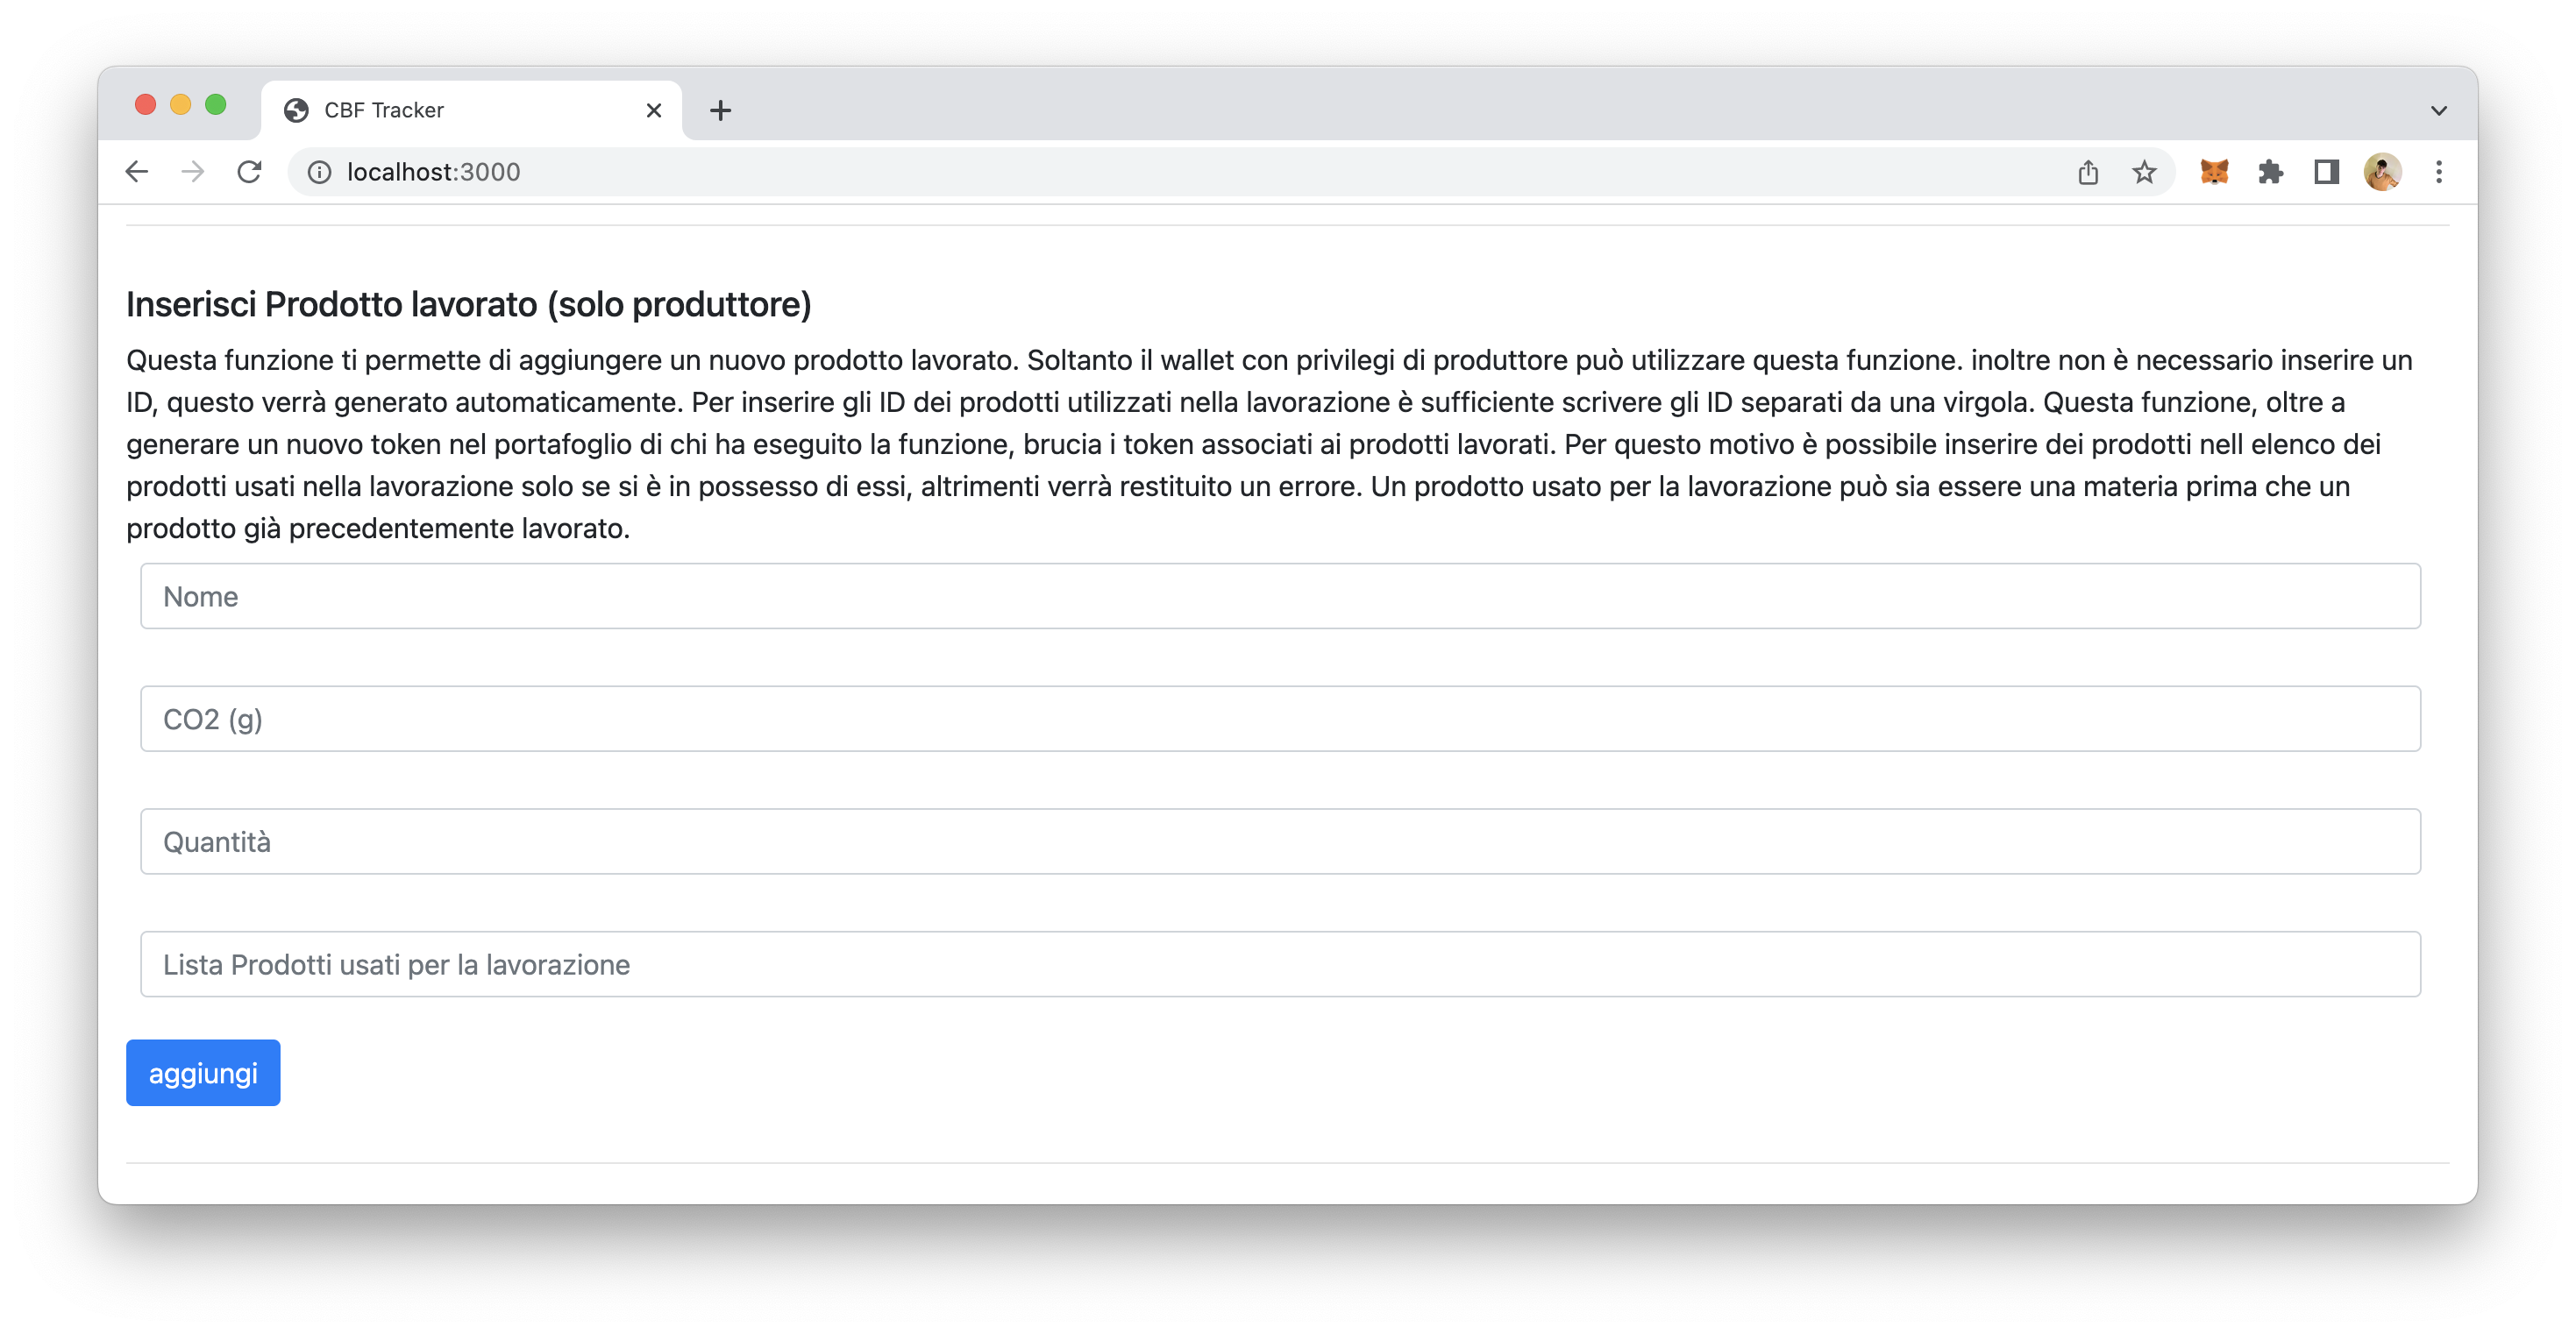 CBF Tracker
localhost:3000
Inserisci Prodotto lavorato (solo produttore)
Questa funzione ti permette di aggiungere un nuovo prodotto lavorato. Soltanto il wallet con privilegi di produttore può utilizzare questa funzione. inoltre non è necessario inserire un
ID, questo verrà generato automaticamente. Per inserire gli ID dei prodotti utilizzati nella lavorazione è sufficiente scrivere gli ID separati da una virgola. Questa funzione, oltre a
generare un nuovo token nel portafoglio di chi ha eseguito la funzione, brucia i token associati ai prodotti lavorati. Per questo motivo è possibile inserire dei prodotti nell elenco dei
prodotti usati nella lavorazione solo se si è in possesso di essi, altrimenti verrà restituito un errore. Un prodotto usato per la lavorazione può sia essere una materia prima che un
prodotto già precedentemente lavorato.
Nome
CO2 (g)
Quantità
Lista Prodotti usati per la lavorazione
aggiungi